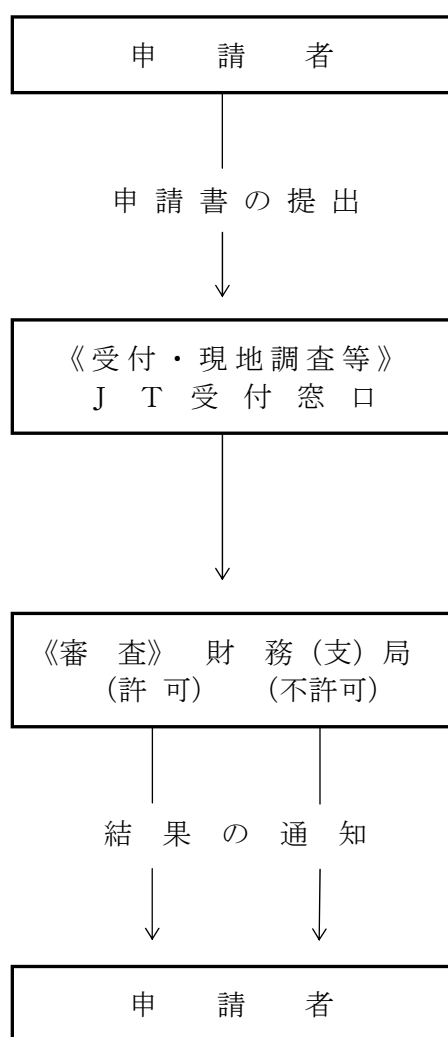 申請者
申請書の提出
《受付・現地調査等》
JT受付窓口
《審査》 財務(支)局
(許可) (不許可)
結果の通知
申請者